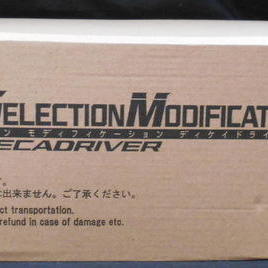 SELECTION MODIFICAT
ン モディフィケーション ディケイドライ
ECADRIVER
す。
は出来ません。ご了承ください。
ct transportation.
refund in case of damage etc.